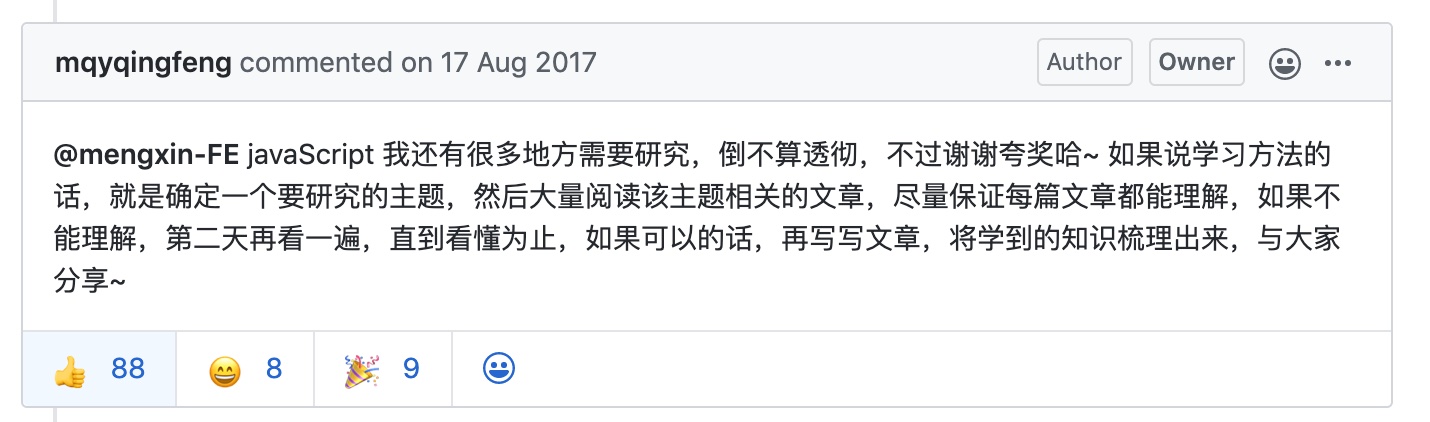 mqyqingfeng commented on 17 Aug 2017 Author Owner
@mengxin-FE javaScript 我还有很多地方需要研究，倒不算透彻，不过谢谢夸奖哈~ 如果说学习方法的
话，就是确定一个要研究的主题，然后大量阅读该主题相关的文章，尽量保证每篇文章都能理解，如果不
能理解，第二天再看一遍，直到看懂为止，如果可以的话，再写写文章，将学到的知识梳理出来，与大家
分享~
88 8 9